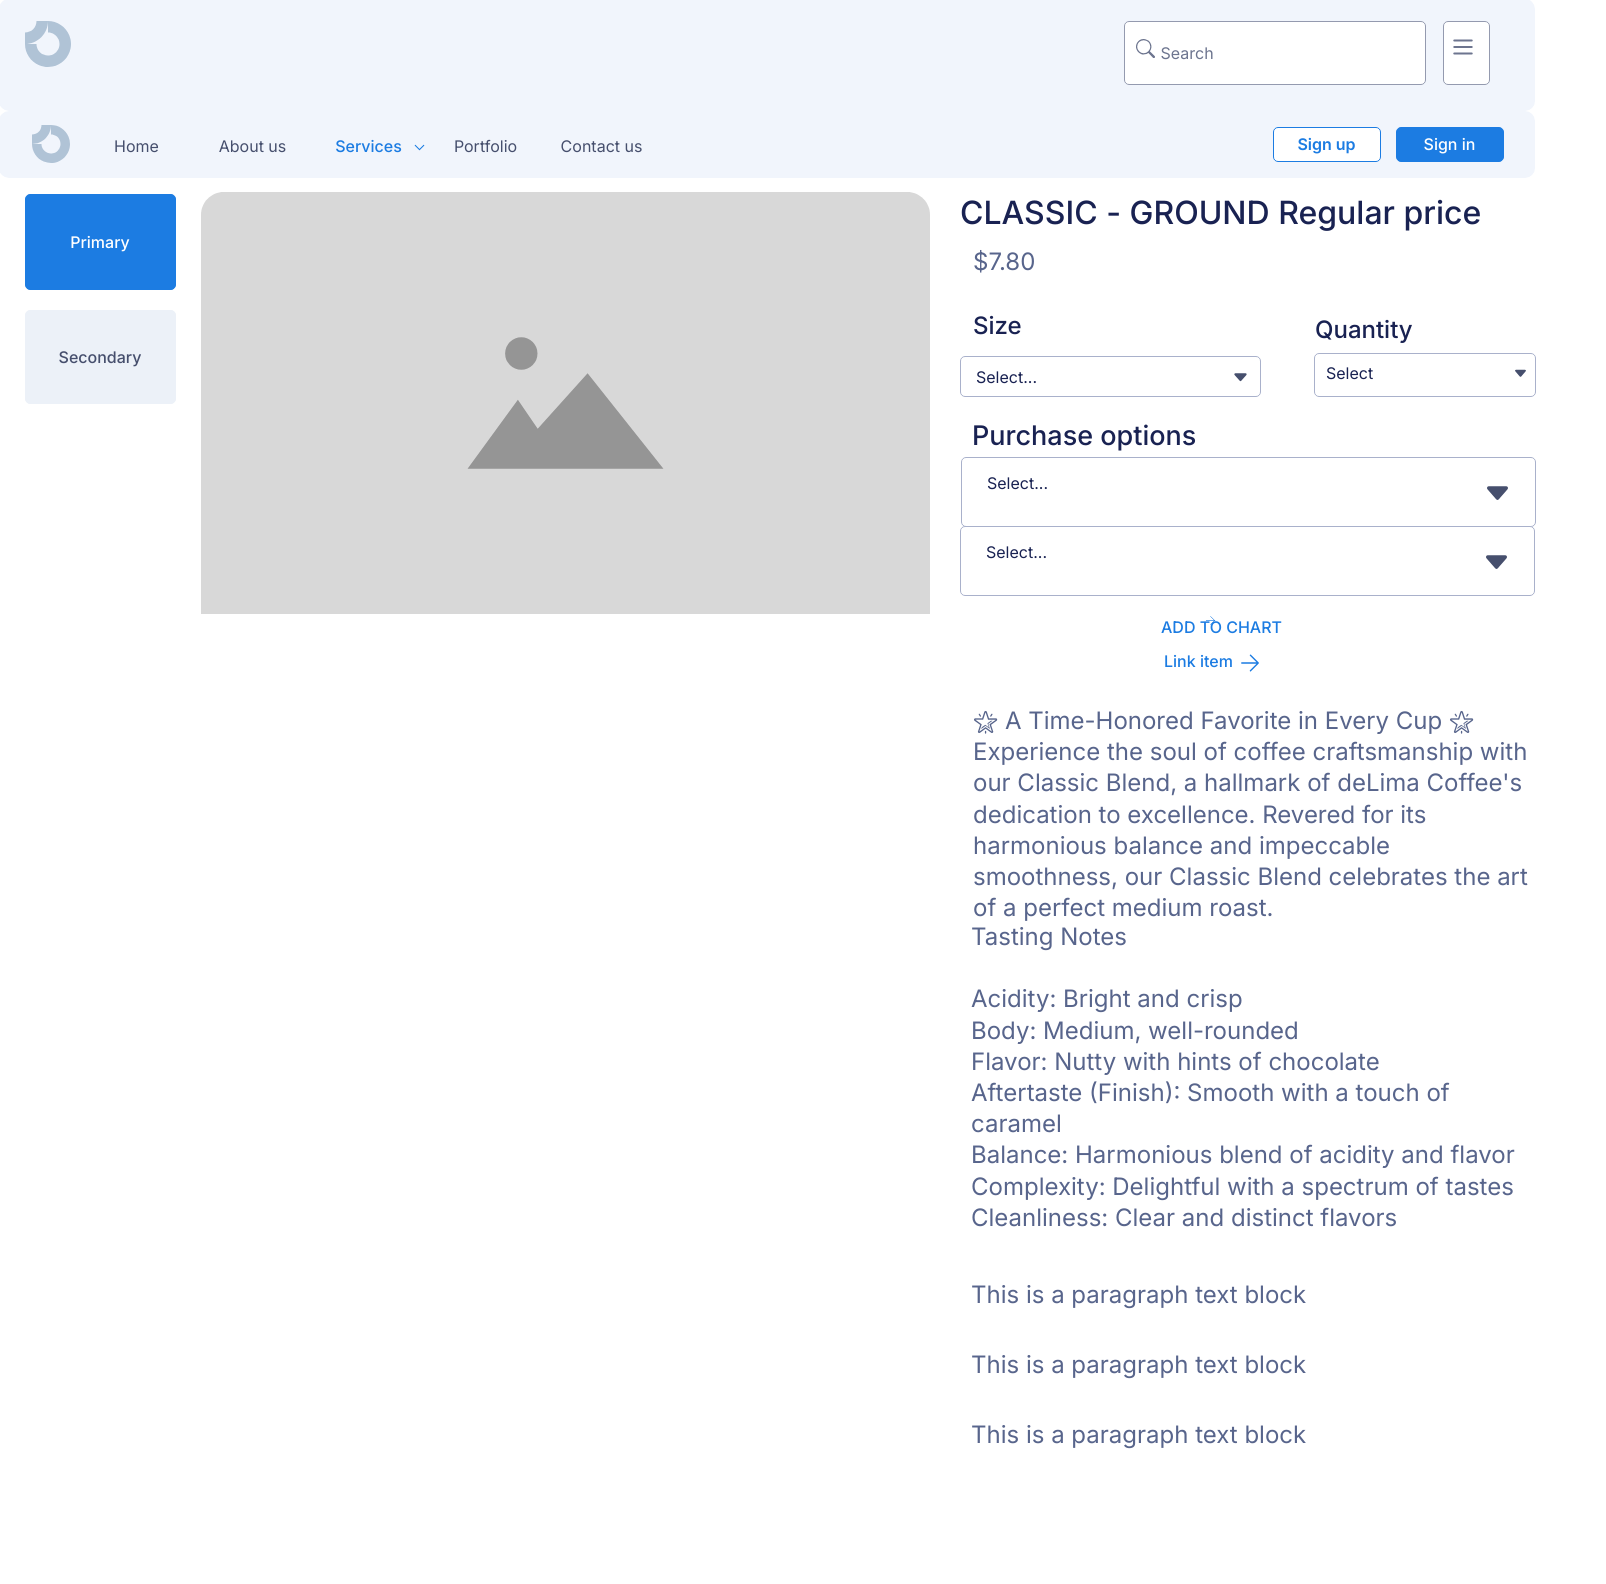 Search
Home About us Services Portfolio Contact us Sign up Sign in
Primary
Secondary
CLASSIC - GROUND Regular price
$7.80
Size
Quantity
Select...
Select
Purchase options
Select...
Select...
ADD TO CHART
Link item
🌟 A Time-Honored Favorite in Every Cup 🌟
Experience the soul of coffee craftsmanship with
our Classic Blend, a hallmark of deLima Coffee's
dedication to excellence. Revered for its
harmonious balance and impeccable
smoothness, our Classic Blend celebrates the art
of a perfect medium roast.
Tasting Notes
Acidity: Bright and crisp
Body: Medium, well-rounded
Flavor: Nutty with hints of chocolate
Aftertaste (Finish): Smooth with a touch of
caramel
Balance: Harmonious blend of acidity and flavor
Complexity: Delightful with a spectrum of tastes
Cleanliness: Clear and distinct flavors
This is a paragraph text block
This is a paragraph text block
This is a paragraph text block